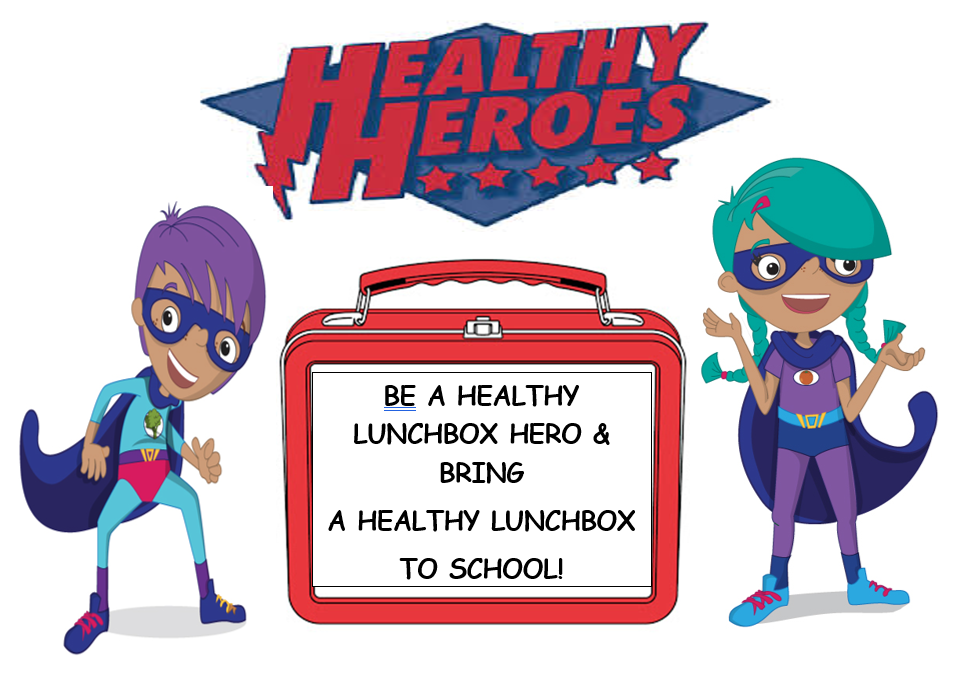 HEALTHY
HEROES
BE A HEALTHY
LUNCHBOX HERO &
BRING
A HEALTHY LUNCHBOX
TO SCHOOL!